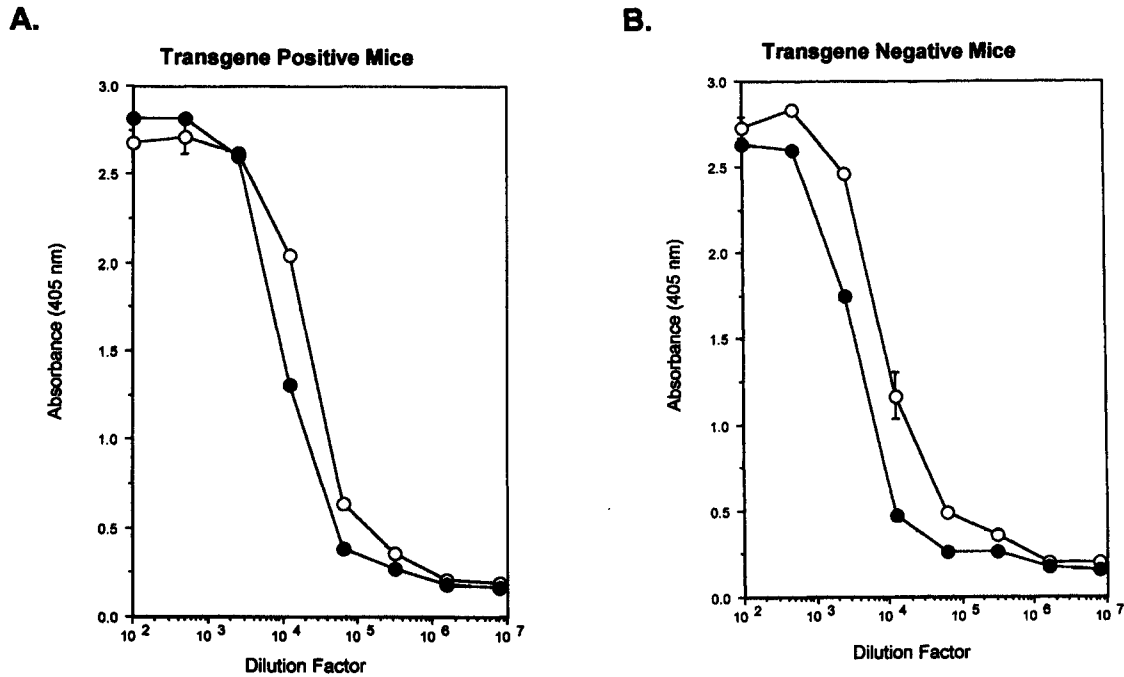 A.
Transgene Positive Mice
3.0
2.5
2.0
1.5
1.0
0.5
0.0
Absorbance (405 nm)
10 2 10 3 10 4 10 5 10 6 10 7
Dilution Factor
B.
Transgene Negative Mice
3.0
2.5
2.0
1.5
1.0
0.5
0.0
Absorbance (405 nm)
10 2 10 3 10 4 10 5 10 6 10 7
Dilution Factor